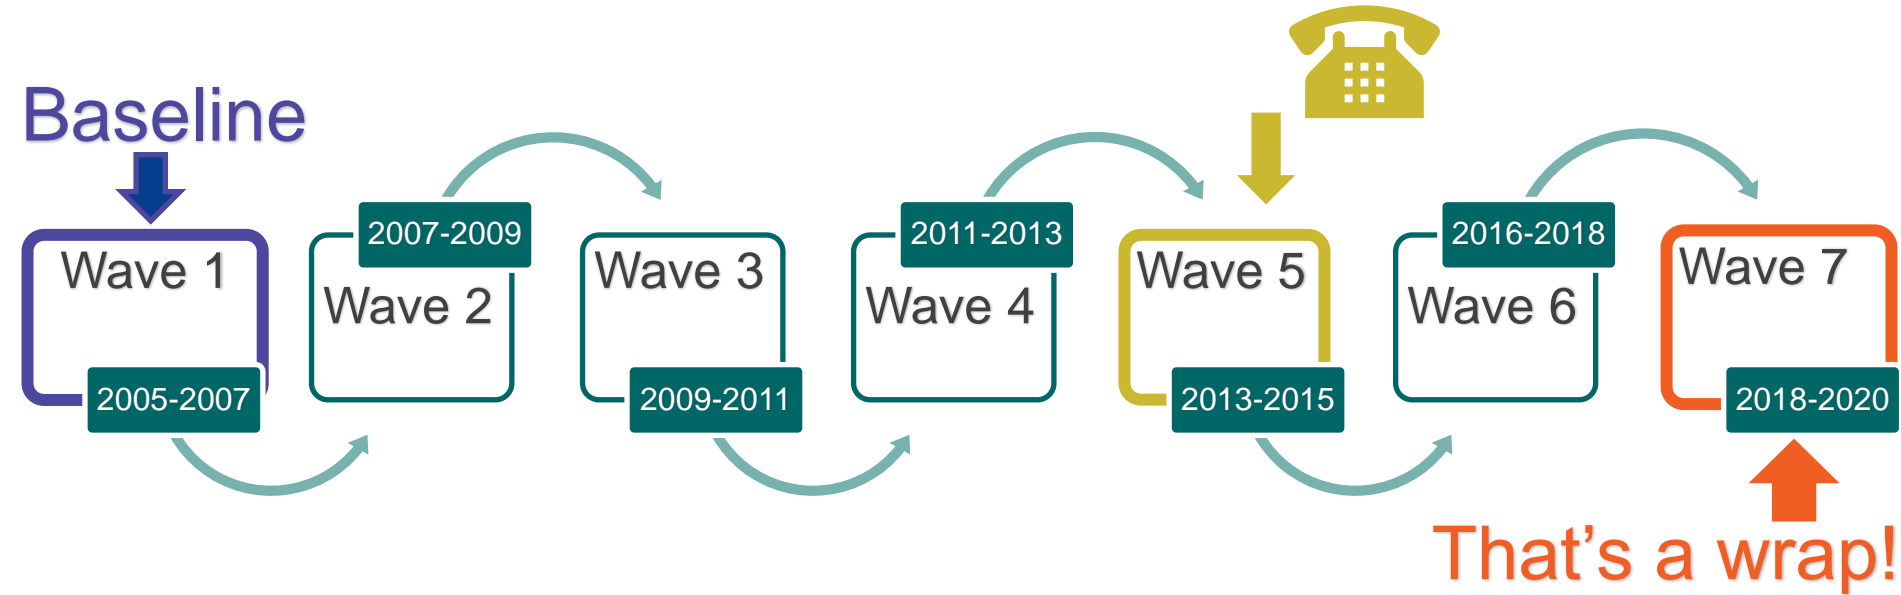 Baseline
Wave 1
2005-2007
2007-2009
Wave 2
Wave 3
2009-2011
2011-2013
Wave 4
Wave 5
2013-2015
2016-2018
Wave 6
Wave 7
2018-2020
That’s a wrap!